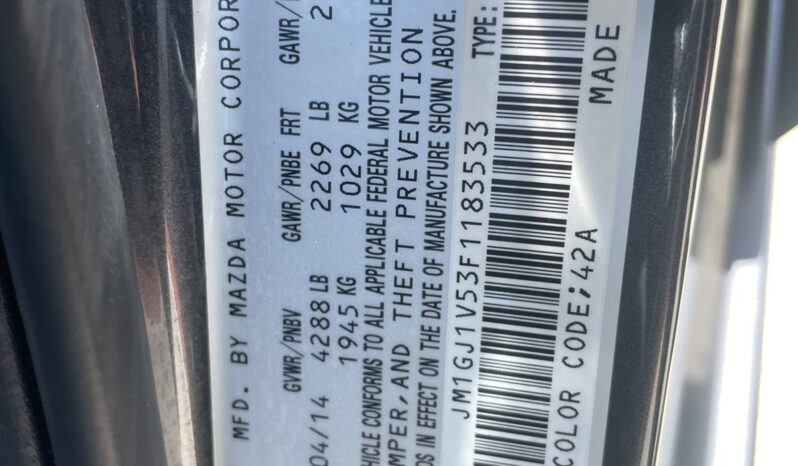 MFD. BY MAZDA MOTOR CORPOR
GVWR/PNBV GAWR/PNBE FRT GAWR/
04/14 4288 LB 2269 LB 2
1945 KG 1029 KG
HICLE CONFORMS TO ALL APPLICABLE FEDERAL MOTOR VEHICLE
MPER, AND THEFT PREVENTION
DS IN EFFECT ON THE DATE OF MANUFACTURE SHOWN ABOVE.
JM1GJ1V53F1183533 TYPE:
COLOR CODE;42A MADE